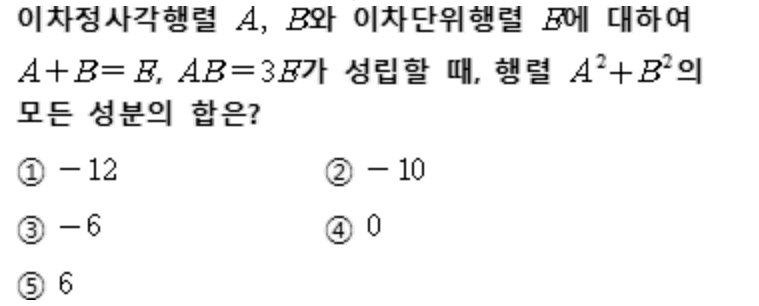 이차정사각행렬 A, B와 이차단위행렬 E에 대하여
A+B=E, AB=3E가 성립할 때, 행렬 A²+B²의
모든 성분의 합은?
① -12 ② -10
③ -6 ④ 0
⑤ 6